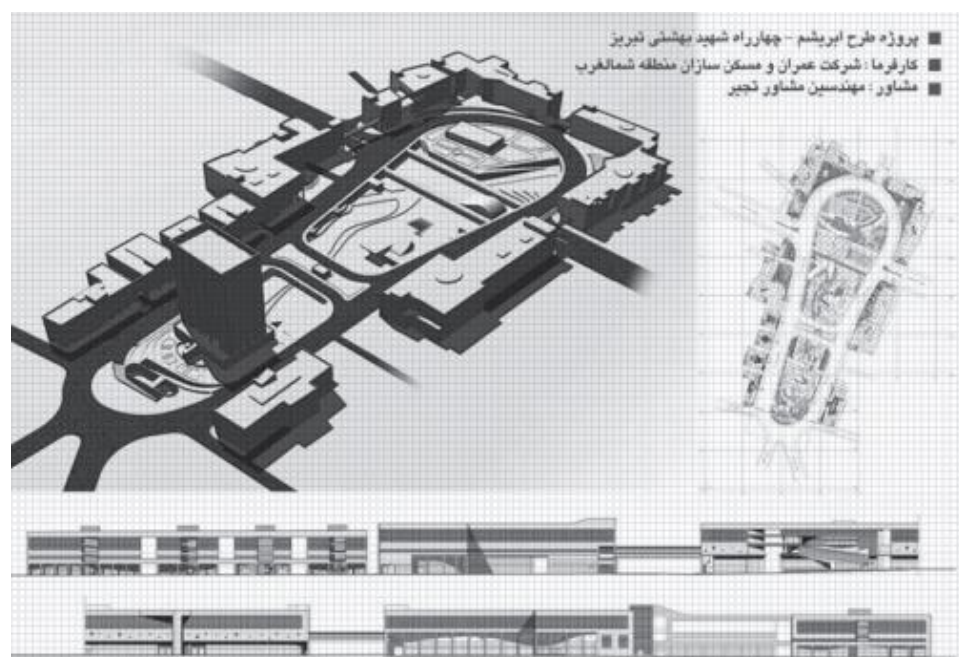 پروژه طرح ابریشم - چهارراه شهید بهشتی تبریز
کارفرما : شرکت عمران و مسکن سازان منطقه شمالغرب
مشاور : مهندسین مشاور تجیر